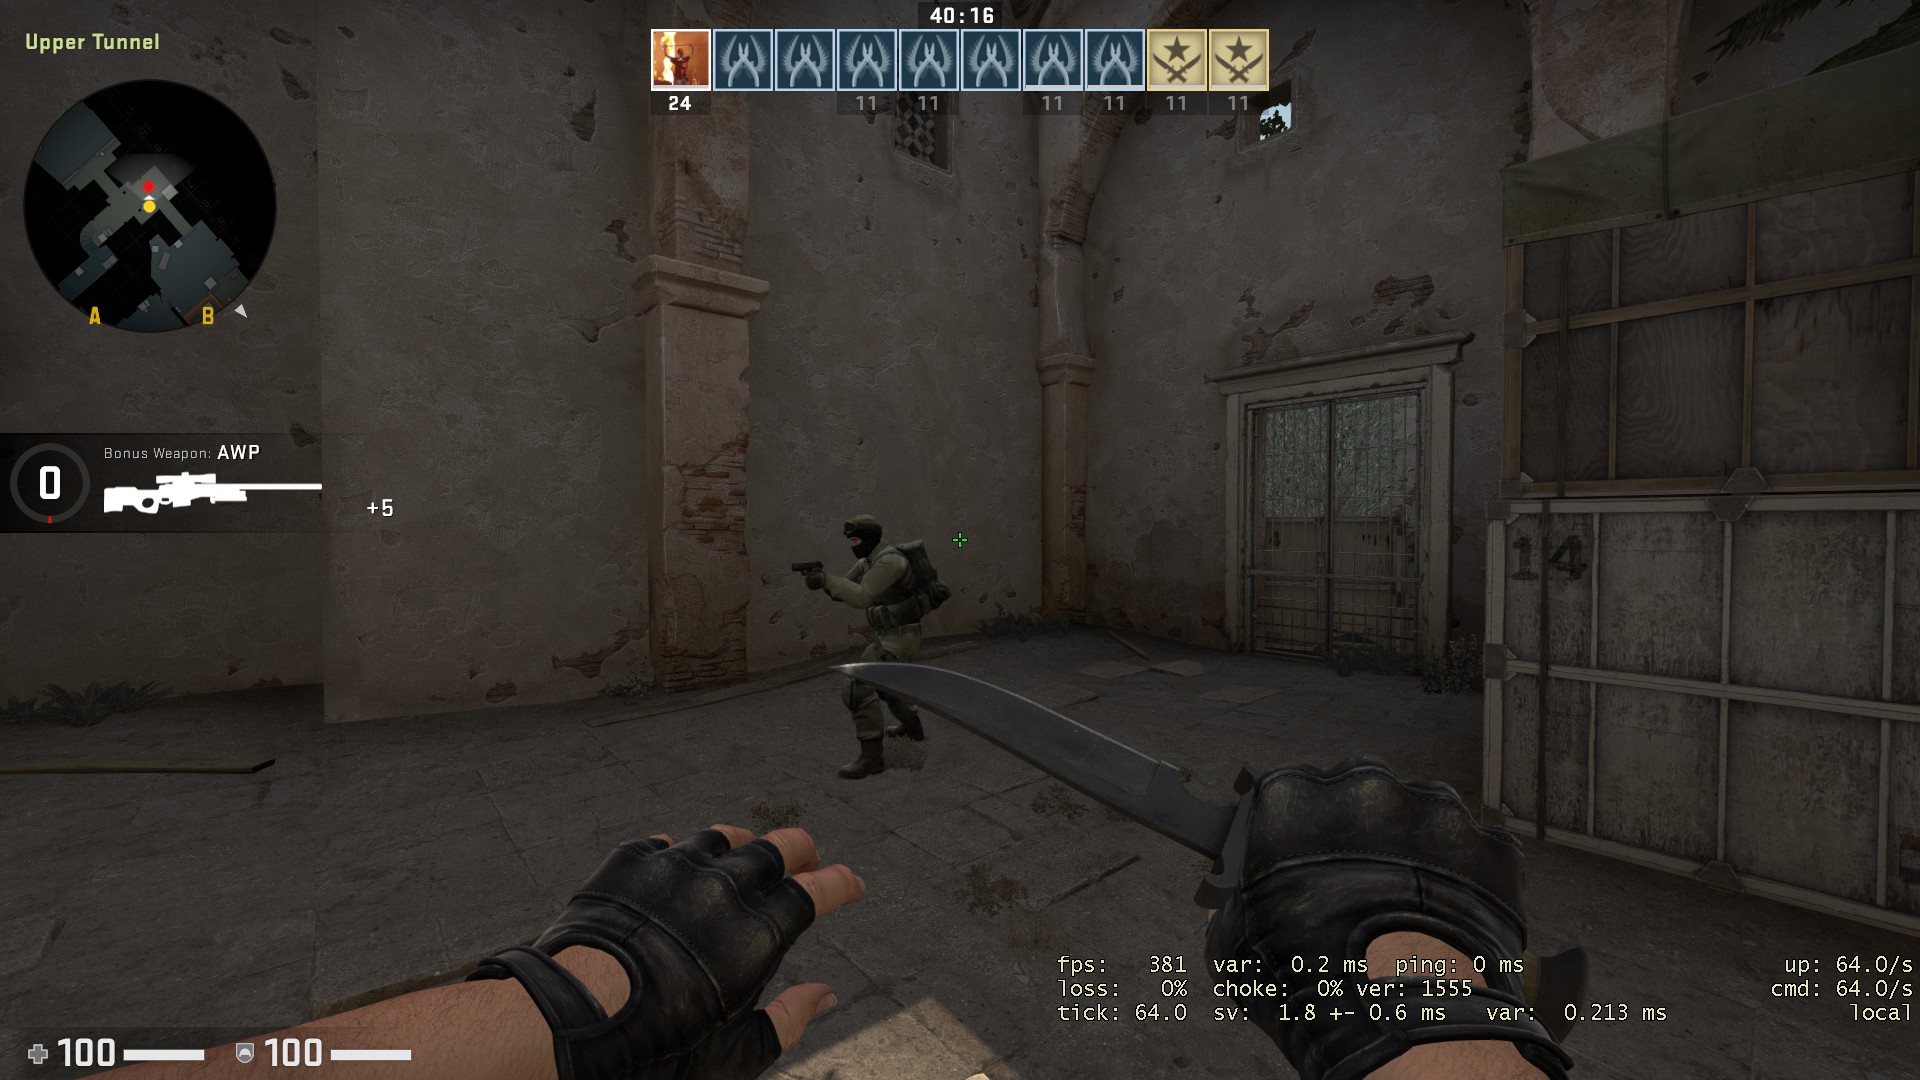 40:16
Upper Tunnel
24 11 11 11 11 11 11
A B
Bonus Weapon: AWP
0
+5
14
fps: 381 var: 0.2 ms ping: 0 ms up: 64.0/s
loss: 0% choke: 0% ver: 1555 cmd: 64.0/s
tick: 64.0 sv: 1.8 +- 0.6 ms var: 0.213 ms local
100 100